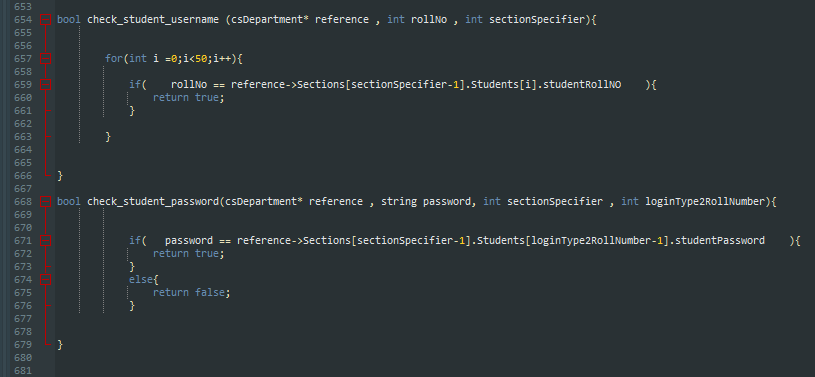 653
654 bool check_student_username (csDepartment* reference , int rollNo , int sectionSpecifier){
655
656
657 for(int i =0;i<50;i++){
658
659 if( rollNo == reference->Sections[sectionSpecifier-1].Students[i].studentRollNO ){
660 return true;
661 }
662
663 }
664
665
666 }
667
668 bool check_student_password(csDepartment* reference , string password, int sectionSpecifier , int loginType2RollNumber){
669
670
671 if( password == reference->Sections[sectionSpecifier-1].Students[loginType2RollNumber-1].studentPassword ){
672 return true;
673 }
674 else{
675 return false;
676 }
677
678
679 }
680
681